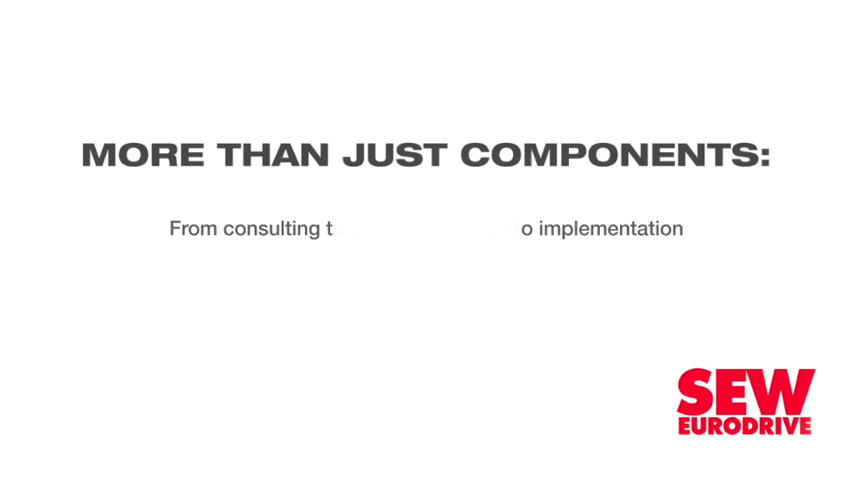 MORE THAN JUST COMPONENTS:
From consulting t o implementation
SEW
EURODRIVE